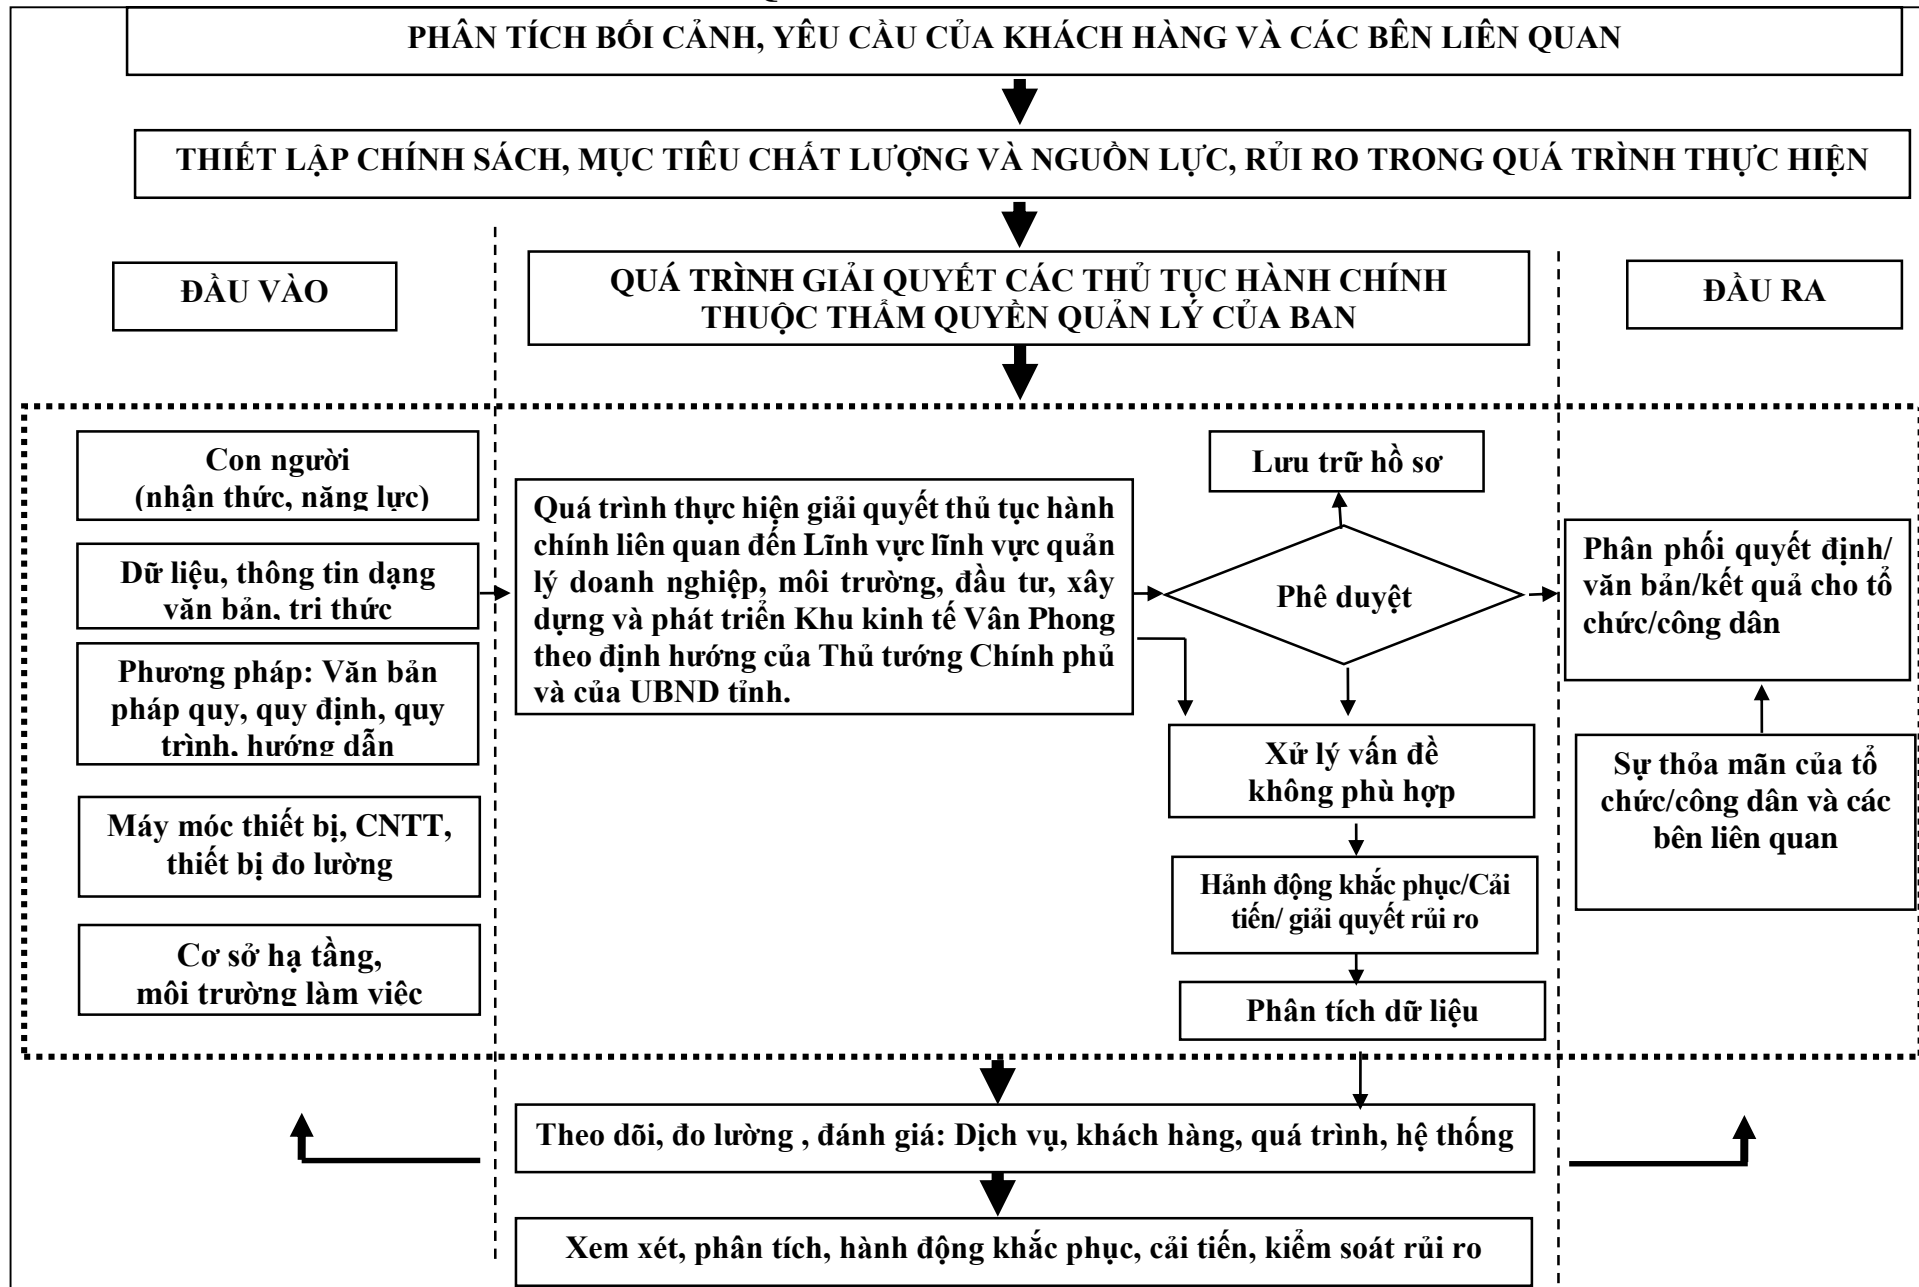 PHÂN TÍCH BỐI CẢNH, YÊU CẦU CỦA KHÁCH HÀNG VÀ CÁC BÊN LIÊN QUAN
THIẾT LẬP CHÍNH SÁCH, MỤC TIÊU CHẤT LƯỢNG VÀ NGUỒN LỰC, RỦI RO TRONG QUÁ TRÌNH THỰC HIỆN
ĐẦU VÀO
QUÁ TRÌNH GIẢI QUYẾT CÁC THỦ TỤC HÀNH CHÍNH
THUỘC THẨM QUYỀN QUẢN LÝ CỦA BAN
ĐẦU RA
Con người
(nhận thức, năng lực)
Dữ liệu, thông tin dạng
văn bản, tri thức
Phương pháp: Văn bản
pháp quy, quy định, quy
trình, hướng dẫn
Máy móc thiết bị, CNTT,
thiết bị đo lường
Cơ sở hạ tầng,
môi trường làm việc
Quá trình thực hiện giải quyết thủ tục hành
chính liên quan đến Lĩnh vực lĩnh vực quản
lý doanh nghiệp, môi trường, đầu tư, xây
dựng và phát triển Khu kinh tế Vân Phong
theo định hướng của Thủ tướng Chính phủ
và của UBND tỉnh.
Lưu trữ hồ sơ
Phê duyệt
Xử lý vấn đề
không phù hợp
Hảnh động khắc phục/Cải
tiến/ giải quyết rủi ro
Phân tích dữ liệu
Phân phối quyết định/
văn bản/kết quả cho tổ
chức/công dân
Sự thỏa mãn của tổ
chức/công dân và các
bên liên quan
Theo dõi, đo lường , đánh giá: Dịch vụ, khách hàng, quá trình, hệ thống
Xem xét, phân tích, hành động khắc phục, cải tiến, kiểm soát rủi ro